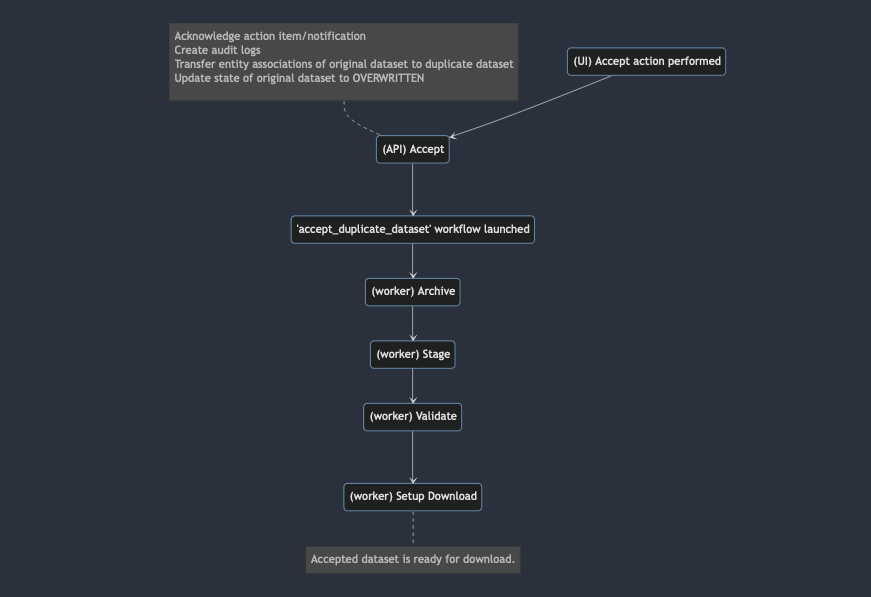 Acknowledge action item/notification
Create audit logs
Transfer entity associations of original dataset to duplicate dataset
Update state of original dataset to OVERWRITTEN
(UI) Accept action performed
(API) Accept
'accept_duplicate_dataset' workflow launched
(worker) Archive
(worker) Stage
(worker) Validate
(worker) Setup Download
Accepted dataset is ready for download.